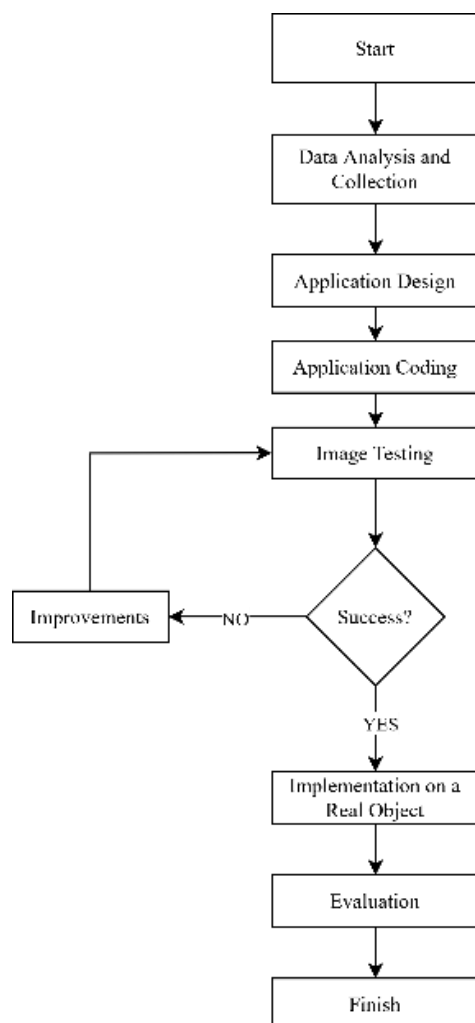 Start
Data Analysis and
Collection
Application Design
Application Coding
Image Testing
Success?
NO
Improvements
YES
Implementation on a
Real Object
Evaluation
Finish